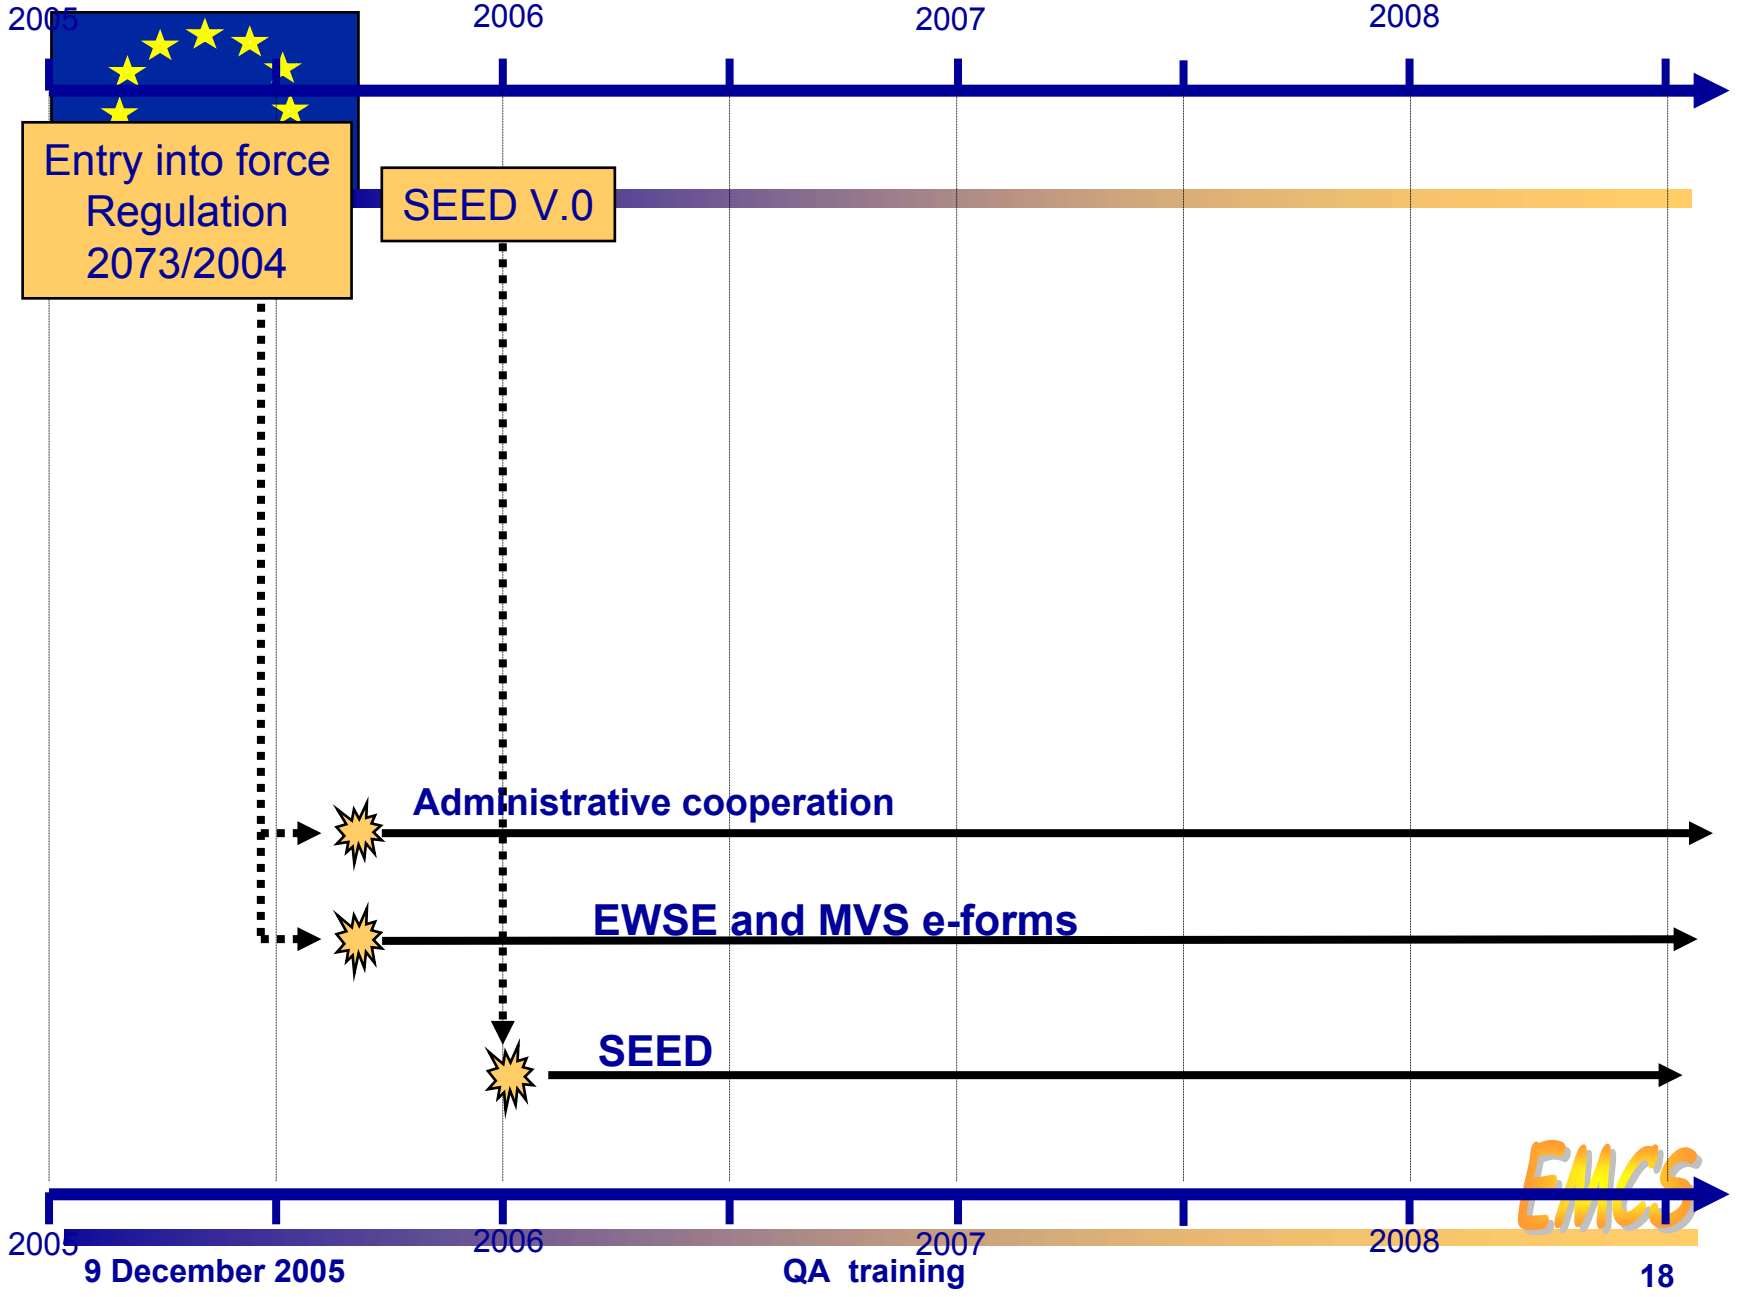 2005 2006 2007 2008
Entry into force
Regulation
2073/2004
SEED V.0
Administrative cooperation
EWSE and MVS e-forms
SEED
EMCS
2005 2006 2007 2008
9 December 2005 QA training 18